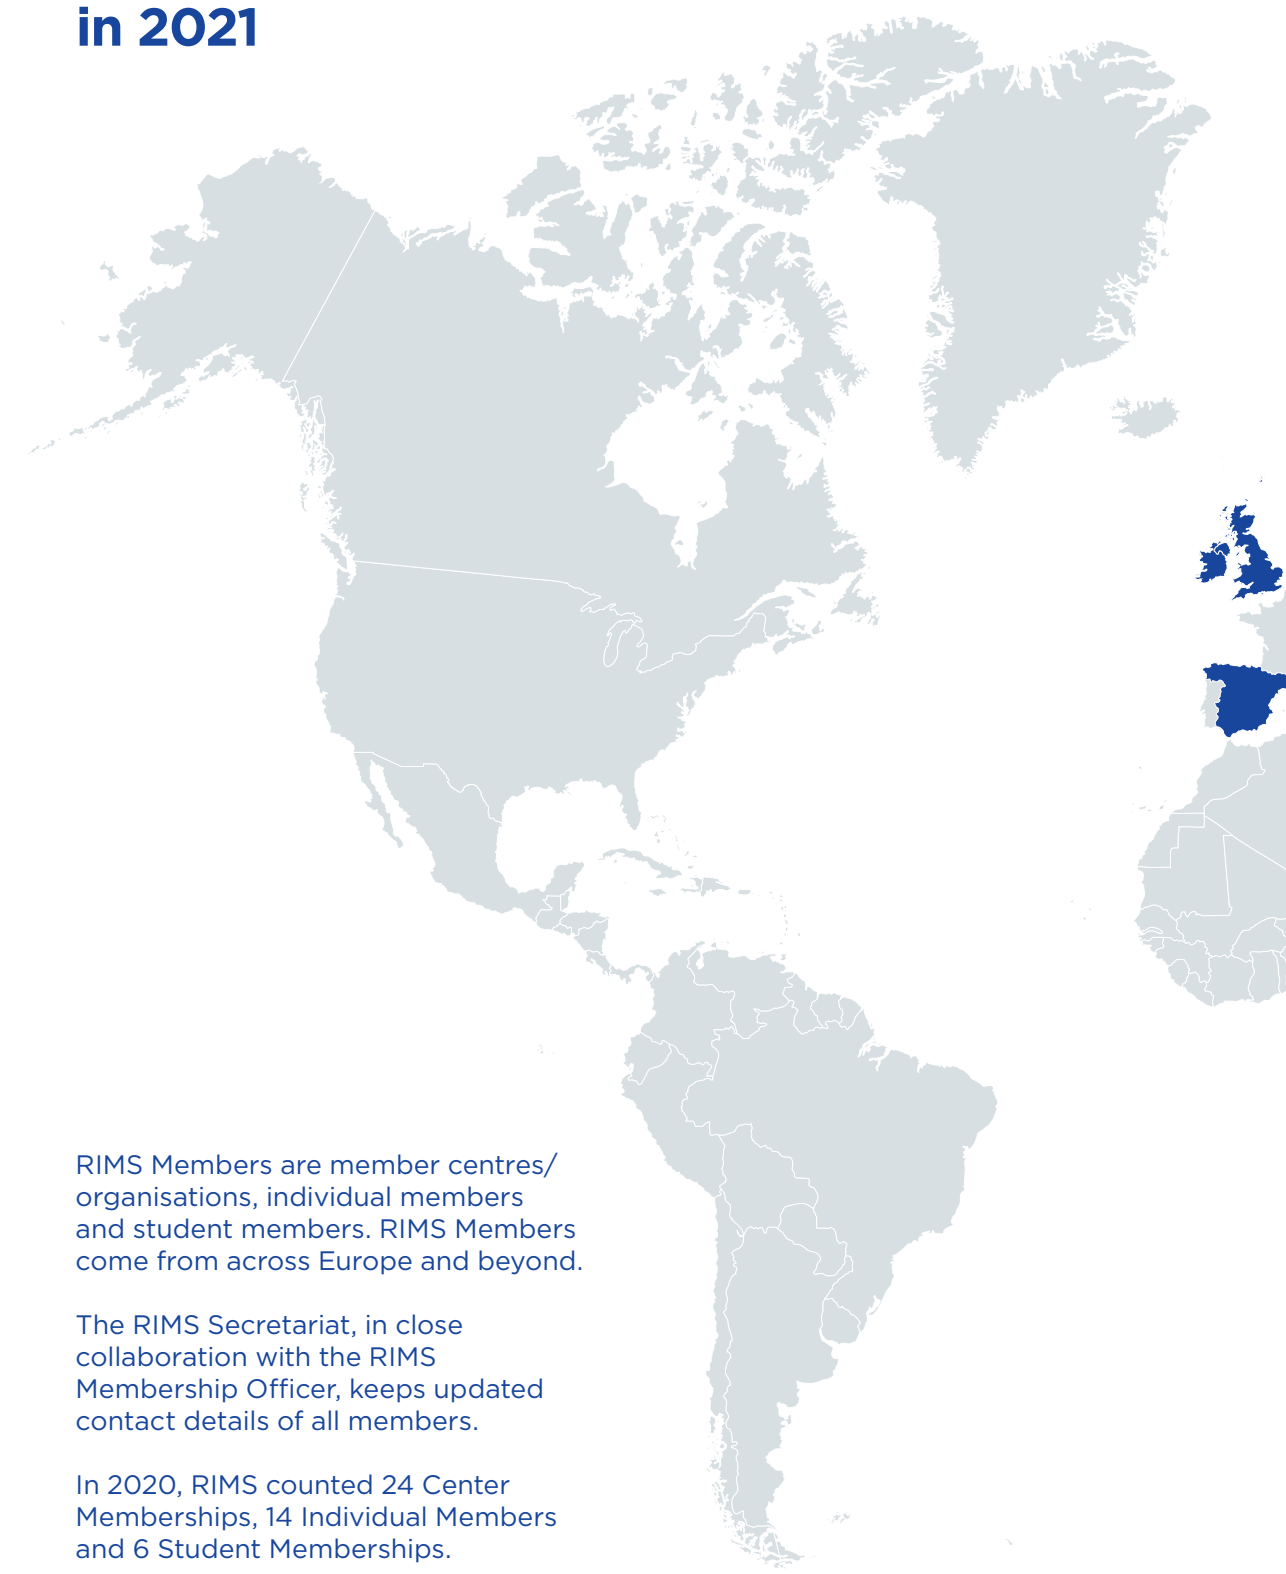 in 2021
RIMS Members are member centres/
organisations, individual members
and student members. RIMS Members
come from across Europe and beyond.
The RIMS Secretariat, in close
collaboration with the RIMS
Membership Officer, keeps updated
contact details of all members.
In 2020, RIMS counted 24 Center
Memberships, 14 Individual Members
and 6 Student Memberships.